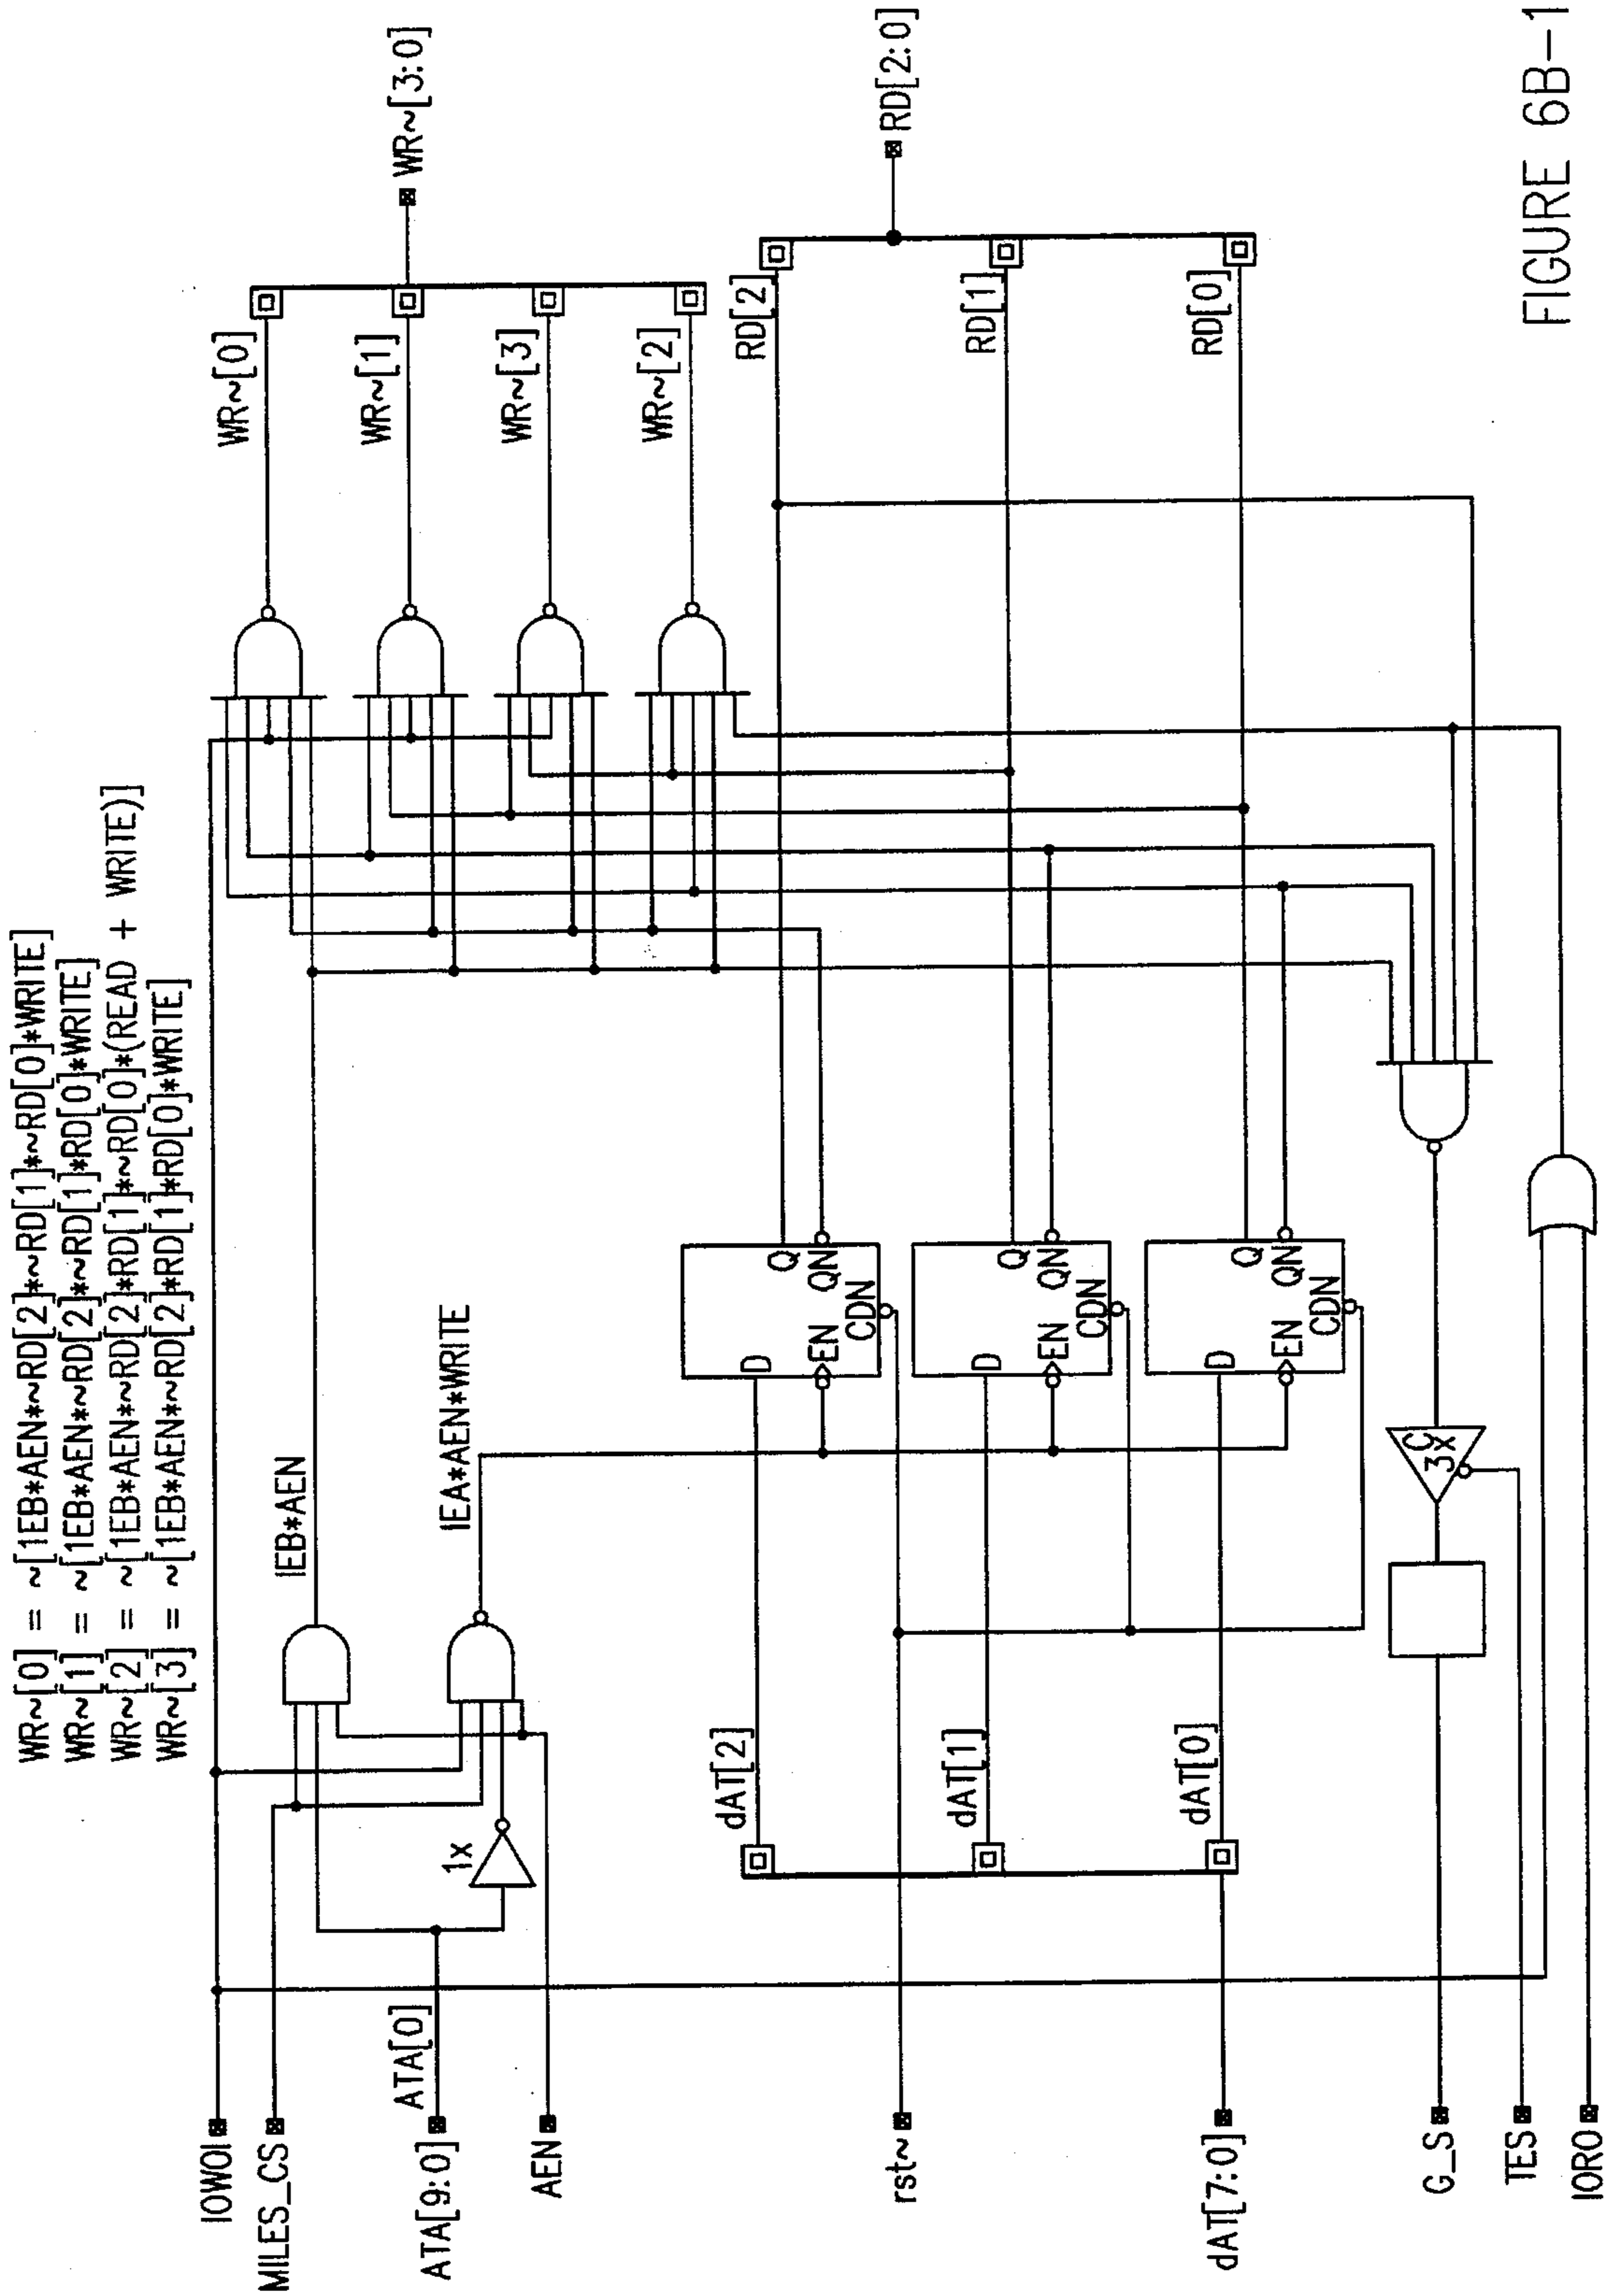 WR~[0] = ~[1EB*AEN*~RD[2]*~RD[1]*~RD[0]*WRITE]
WR~[1] = ~[1EB*AEN*~RD[2]*~RD[1]*RD[0]*WRITE]
WR~[2] = ~[1EB*AEN*~RD[2]*RD[1]*~RD[0]*(READ + WRITE)]
WR~[3] = ~[1EB*AEN*~RD[2]*RD[1]*RD[0]*WRITE]
IOWOI
MILES_CS
ATA[9:0]
ATA[0]
AEN
1x
IEB*AEN
IEA*AEN*WRITE
WR~[0]
WR~[1]
WR~[3]
WR~[2]
WR~[3:0]
rst~
dAT[7:0]
dAT[2]
dAT[1]
dAT[0]
D
EN
Q
QN
CDN
D
EN
Q
QN
CDN
D
EN
Q
QN
CDN
RD[2]
RD[1]
RD[0]
RD[2:0]
G_S
C
3x
TES
IORO
FIGURE 6B-1